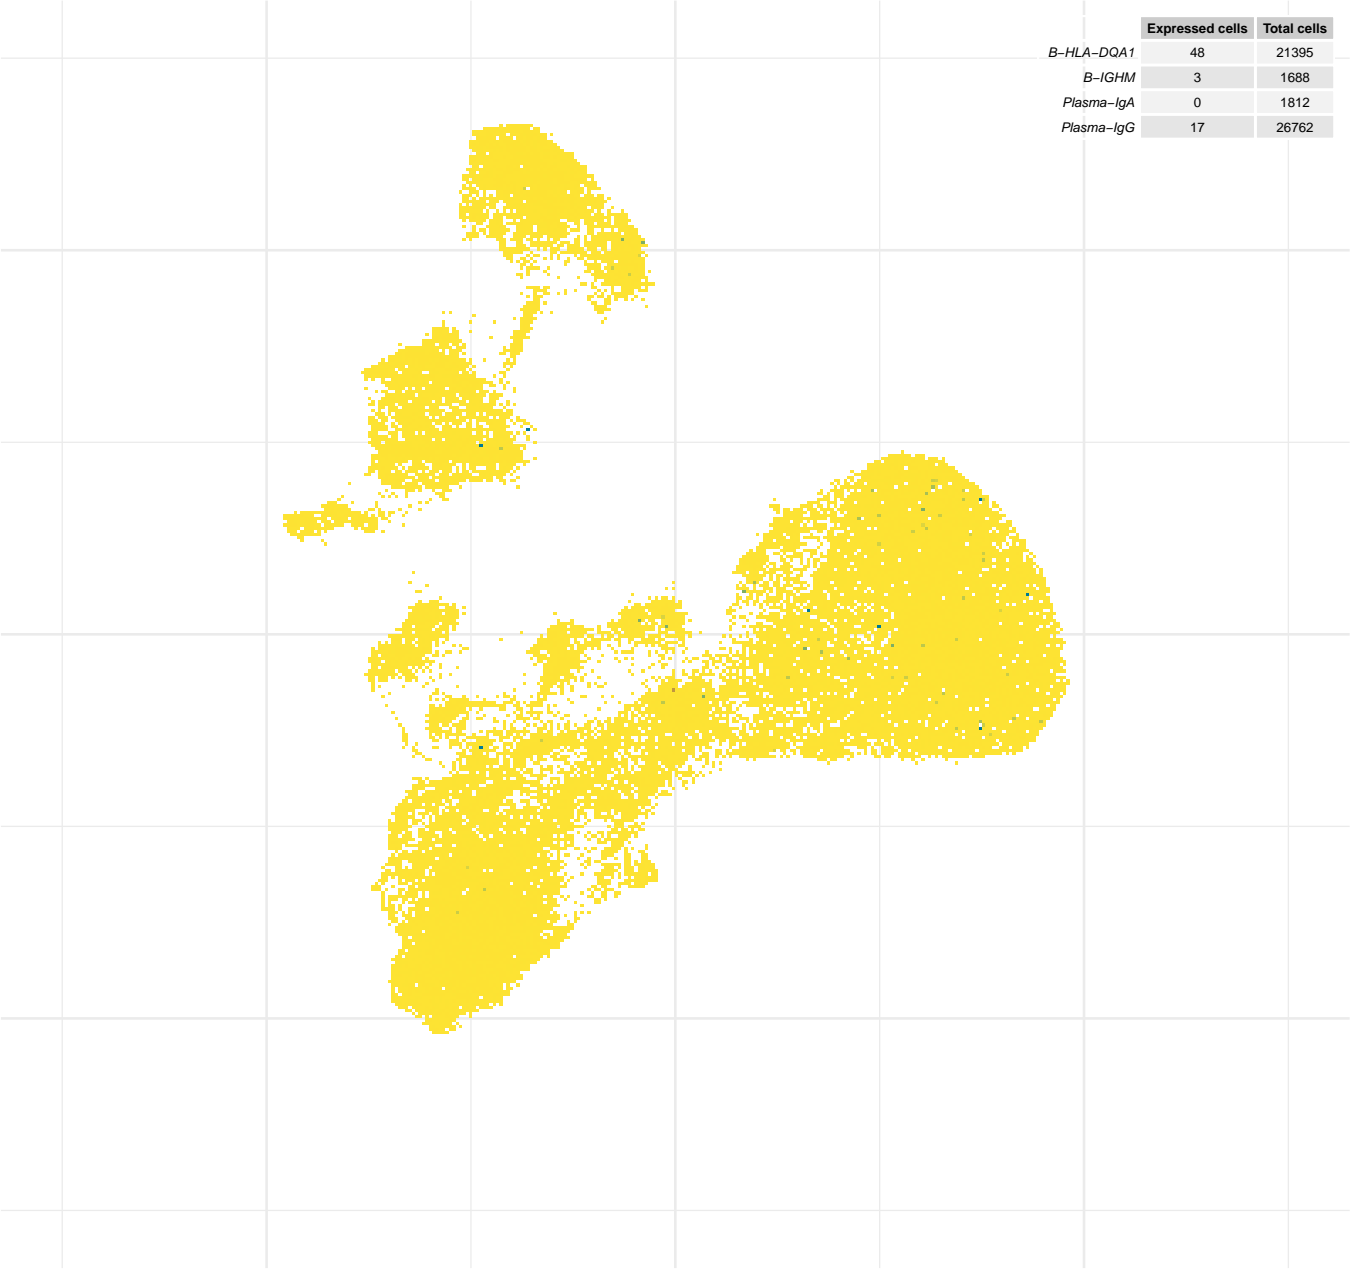 Expressed cells Total cells
B−HLA−DQA1 48 21395
B−IGHM 3 1688
Plasma−IgA 0 1812
Plasma−IgG 17 26762